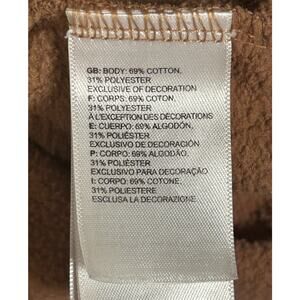 GB: BODY: 69% COTTON,
31% POLYESTER
EXCLUSIVE OF DECORATION
F: CORPS: 69% COTON,
31% POLYESTER
À L'EXCEPTION DES DÉCORATIONS
E: CUERPO: 69% ALGODÓN,
31% POLIÉSTER
EXCLUSIVO DE DECORACIÓN
P: CORPO: 69% ALGODÃO,
31% POLIÉSTER
EXCLUSIVO PARA DECORAÇÃO
I: CORPO: 69% COTONE,
31% POLIESTERE
ESCLUSA LA DECORAZIONE